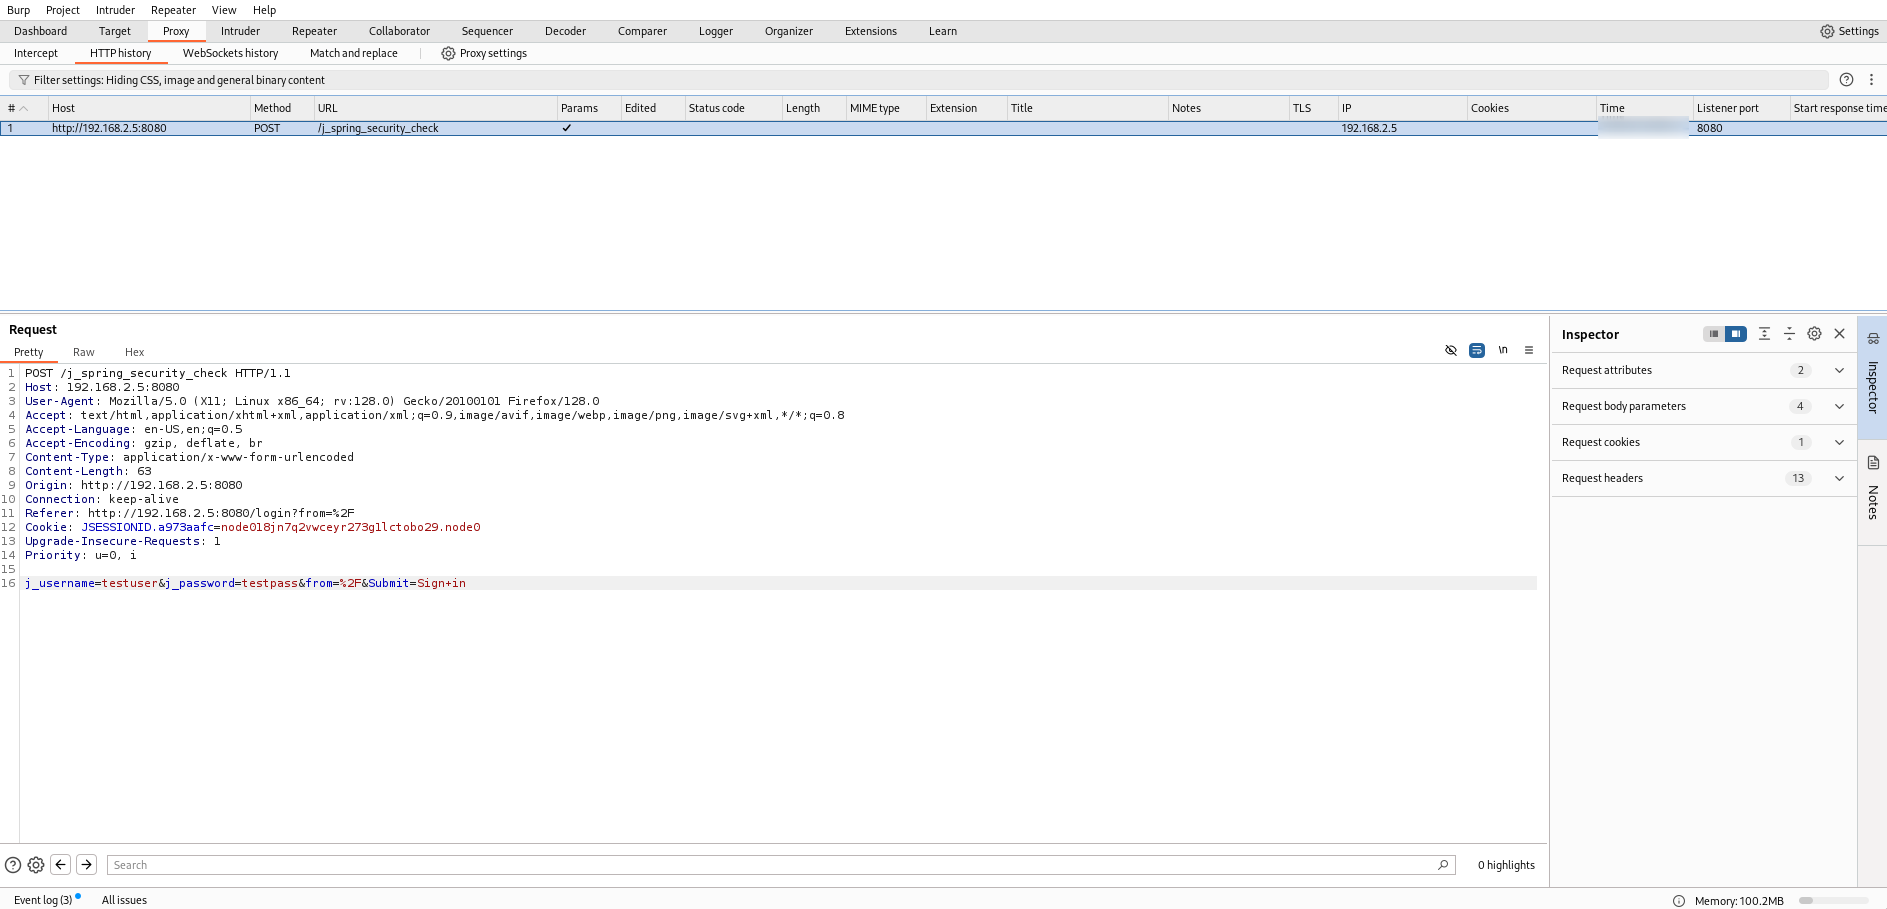 Burp Project Intruder Repeater View Help
Dashboard Target Proxy Intruder Repeater Collaborator Sequencer Decoder Comparer Logger Organizer Extensions Learn Settings
Intercept HTTP history WebSockets history Match and replace Proxy settings
Filter settings: Hiding CSS, image and general binary content
# Host Method URL Params Edited Status code Length MIME type Extension Title Notes TLS IP Cookies Time Listener port Start response time
1 http://192.168.2.5:8080 POST /j_spring_security_check ✓ 192.168.2.5 8080
Request
Pretty Raw Hex \n
1 POST /j_spring_security_check HTTP/1.1
2 Host: 192.168.2.5:8080
3 User-Agent: Mozilla/5.0 (X11; Linux x86_64; rv:128.0) Gecko/20100101 Firefox/128.0
4 Accept: text/html,application/xhtml+xml,application/xml;q=0.9,image/avif,image/webp,image/png,image/svg+xml,*/*;q=0.8
5 Accept-Language: en-US,en;q=0.5
6 Accept-Encoding: gzip, deflate, br
7 Content-Type: application/x-www-form-urlencoded
8 Content-Length: 63
9 Origin: http://192.168.2.5:8080
10 Connection: keep-alive
11 Referer: http://192.168.2.5:8080/login?from=%2F
12 Cookie: JSESSIONID.a973aafc=node018jn7q2vwceyr273g1lctobo29.node0
13 Upgrade-Insecure-Requests: 1
14 Priority: u=0, i
15
16 j_username=testuser&j_password=testpass&from=%2F&Submit=Sign+in
Inspector
Request attributes 2
Request body parameters 4
Request cookies 1
Request headers 13
Inspector
Notes
Search
0 highlights
Event log (3) All issues
Memory: 100.2MB